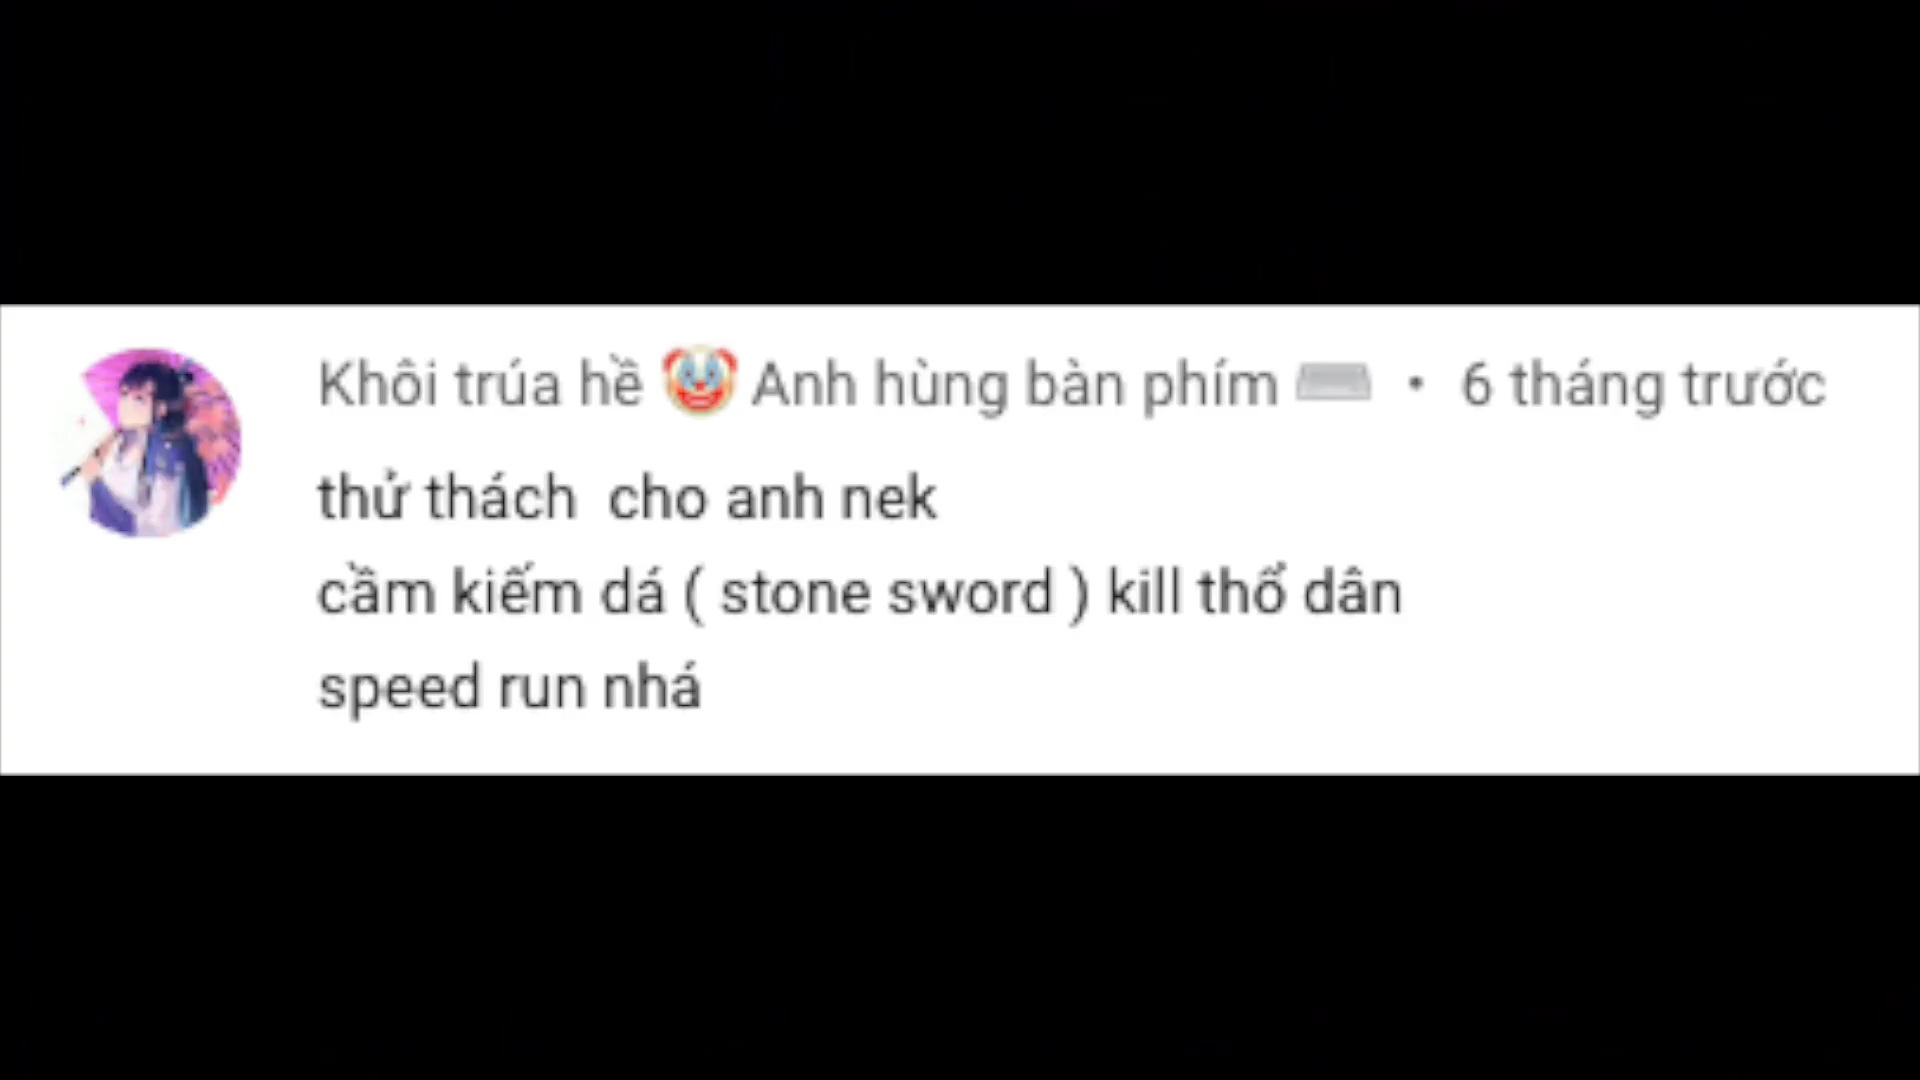 Khôi trúa hề 🤡 Anh hùng bàn phím ⌨️ • 6 tháng trước
thử thách cho anh nek
cầm kiếm dá ( stone sword ) kill thổ dân
speed run nhá